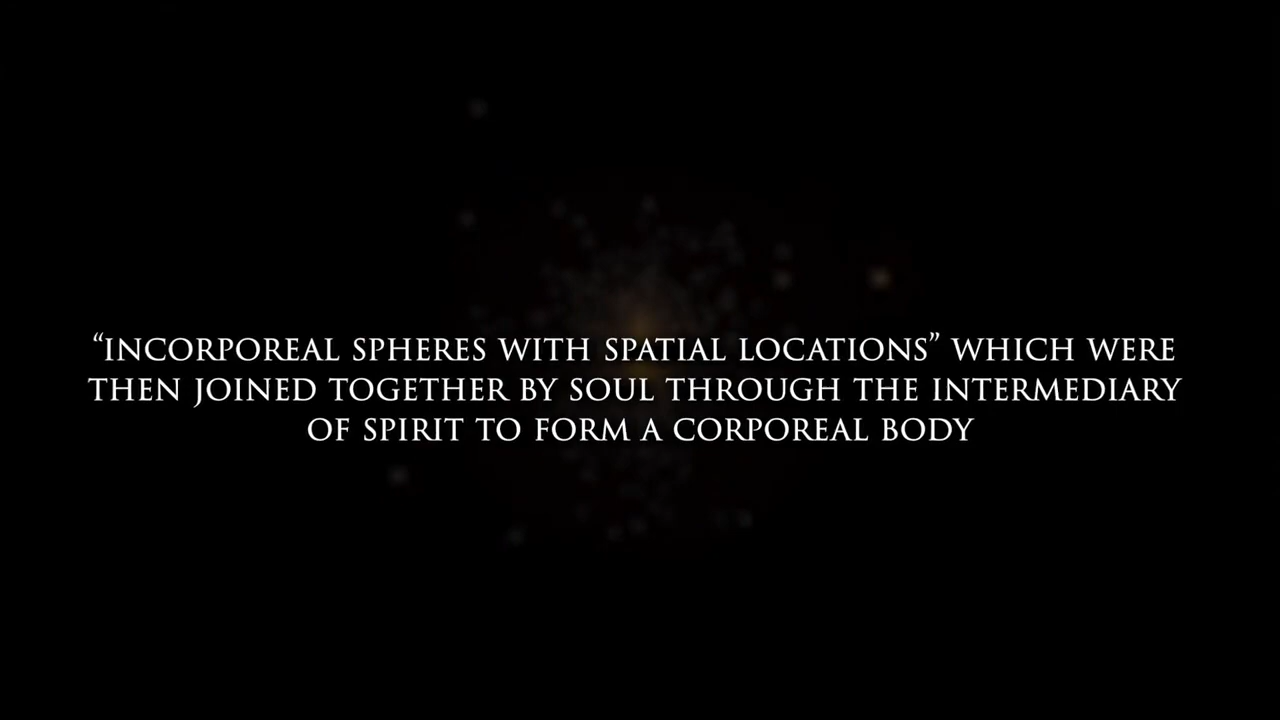 “INCORPOREAL SPHERES WITH SPATIAL LOCATIONS” WHICH WERE
THEN JOINED TOGETHER BY SOUL THROUGH THE INTERMEDIARY
OF SPIRIT TO FORM A CORPOREAL BODY